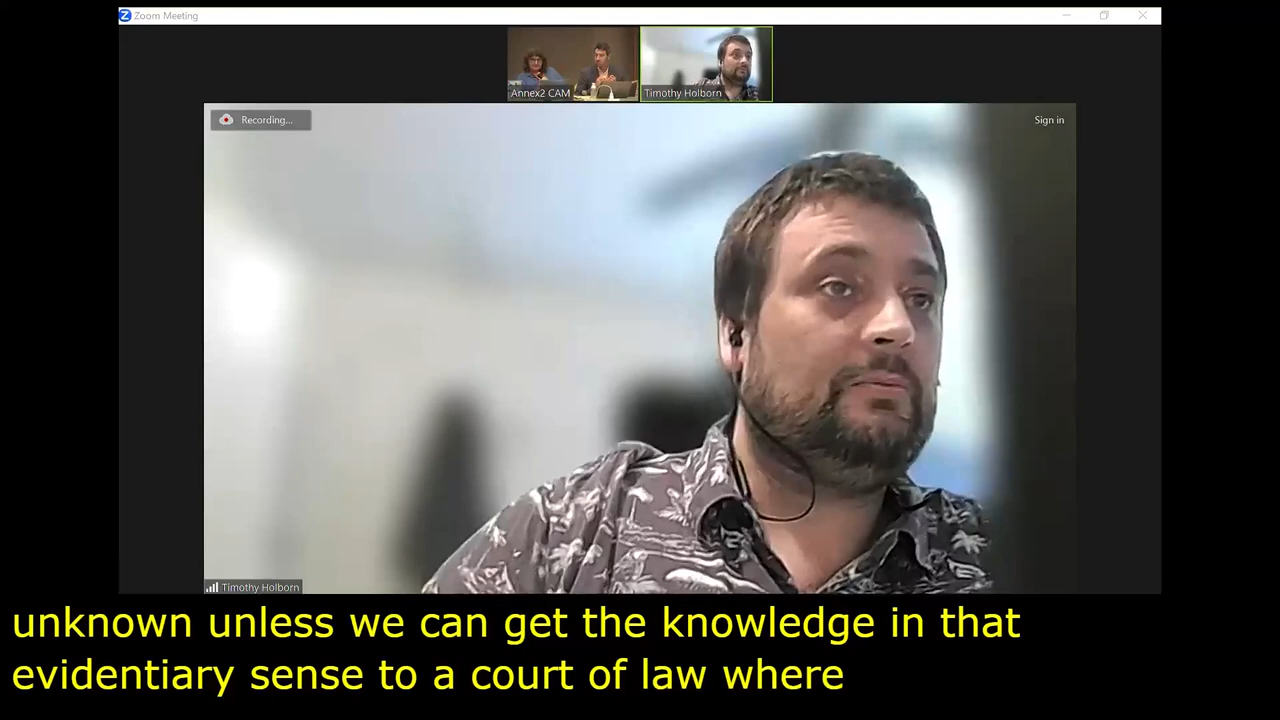 Zoom Meeting
Annex2 CAM
Timothy Holborn
Recording...
Sign in
Timothy Holborn
unknown unless we can get the knowledge in that
evidentiary sense to a court of law where